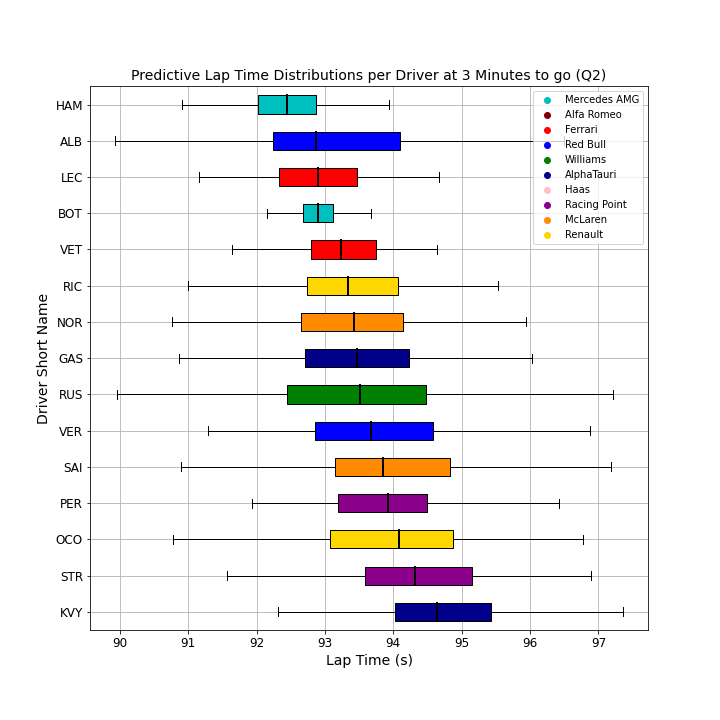 Predictive Lap Time Distributions per Driver at 3 Minutes to go (Q2)
Mercedes AMG
Alfa Romeo
Ferrari
Red Bull
Williams
AlphaTauri
Haas
Racing Point
McLaren
Renault
HAM
ALB
LEC
BOT
VET
RIC
NOR
GAS
RUS
VER
SAI
PER
OCO
STR
KVY
Driver Short Name
90 91 92 93 94 95 96 97
Lap Time (s)